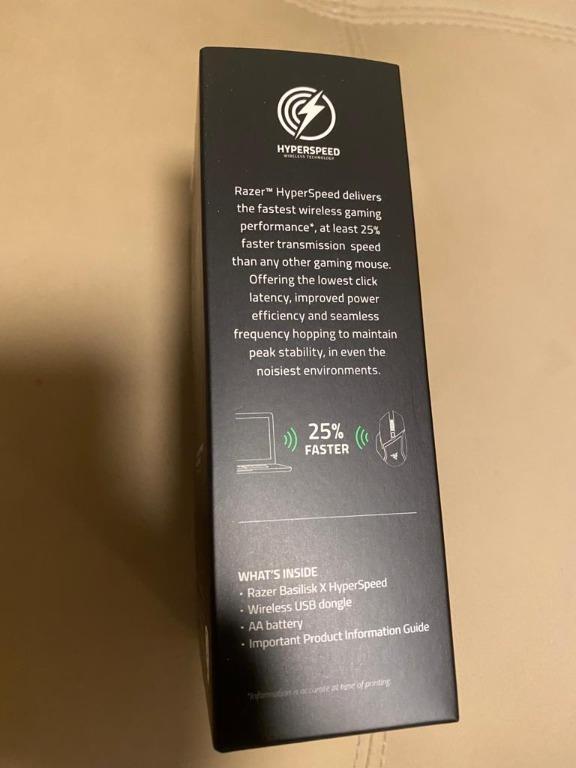 HYPERSPEED
WIRELESS TECHNOLOGY
Razer™ HyperSpeed delivers
the fastest wireless gaming
performance*, at least 25%
faster transmission speed
than any other gaming mouse.
Offering the lowest click
latency, improved power
efficiency and seamless
frequency hopping to maintain
peak stability, in even the
noisiest environments.
25%
FASTER
WHAT'S INSIDE
• Razer Basilisk X HyperSpeed
• Wireless USB dongle
• AA battery
• Important Product Information Guide
*Information is accurate at time of printing.